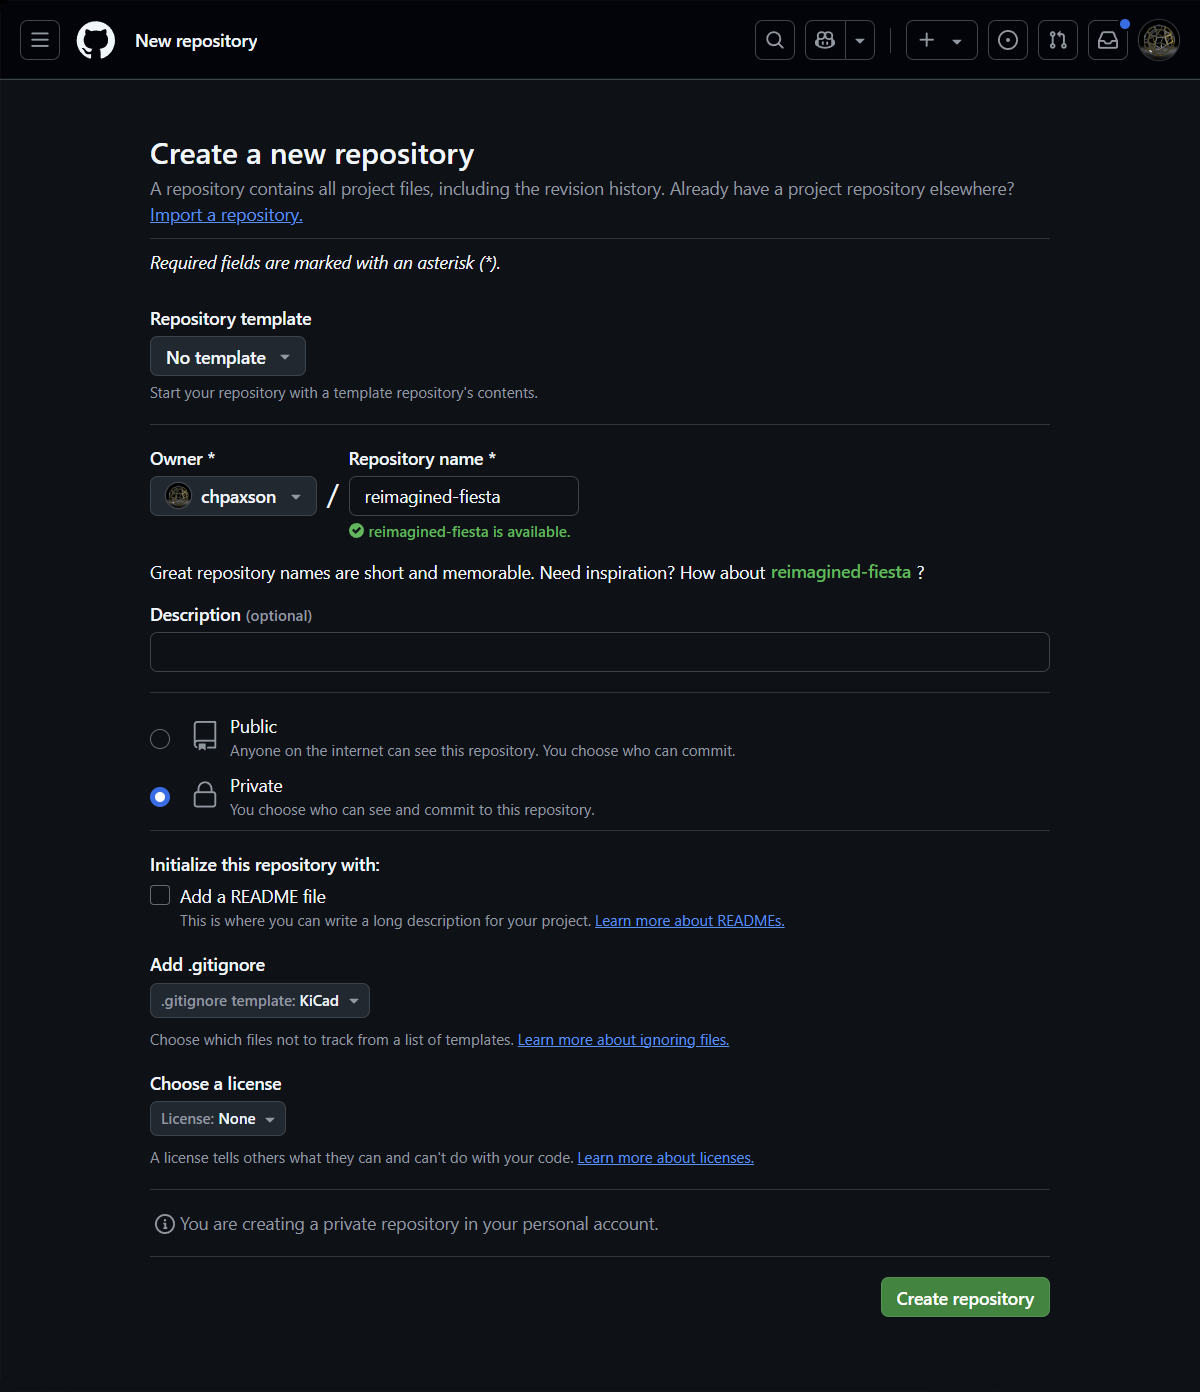 New repository
Create a new repository
A repository contains all project files, including the revision history. Already have a project repository elsewhere?
Import a repository.
Required fields are marked with an asterisk (*).
Repository template
No template
Start your repository with a template repository's contents.
Owner *
Repository name *
chpaxson
/
reimagined-fiesta
reimagined-fiesta is available.
Great repository names are short and memorable. Need inspiration? How about reimagined-fiesta ?
Description (optional)
Public
Anyone on the internet can see this repository. You choose who can commit.
Private
You choose who can see and commit to this repository.
Initialize this repository with:
Add a README file
This is where you can write a long description for your project. Learn more about READMEs.
Add .gitignore
.gitignore template: KiCad
Choose which files not to track from a list of templates. Learn more about ignoring files.
Choose a license
License: None
A license tells others what they can and can't do with your code. Learn more about licenses.
You are creating a private repository in your personal account.
Create repository